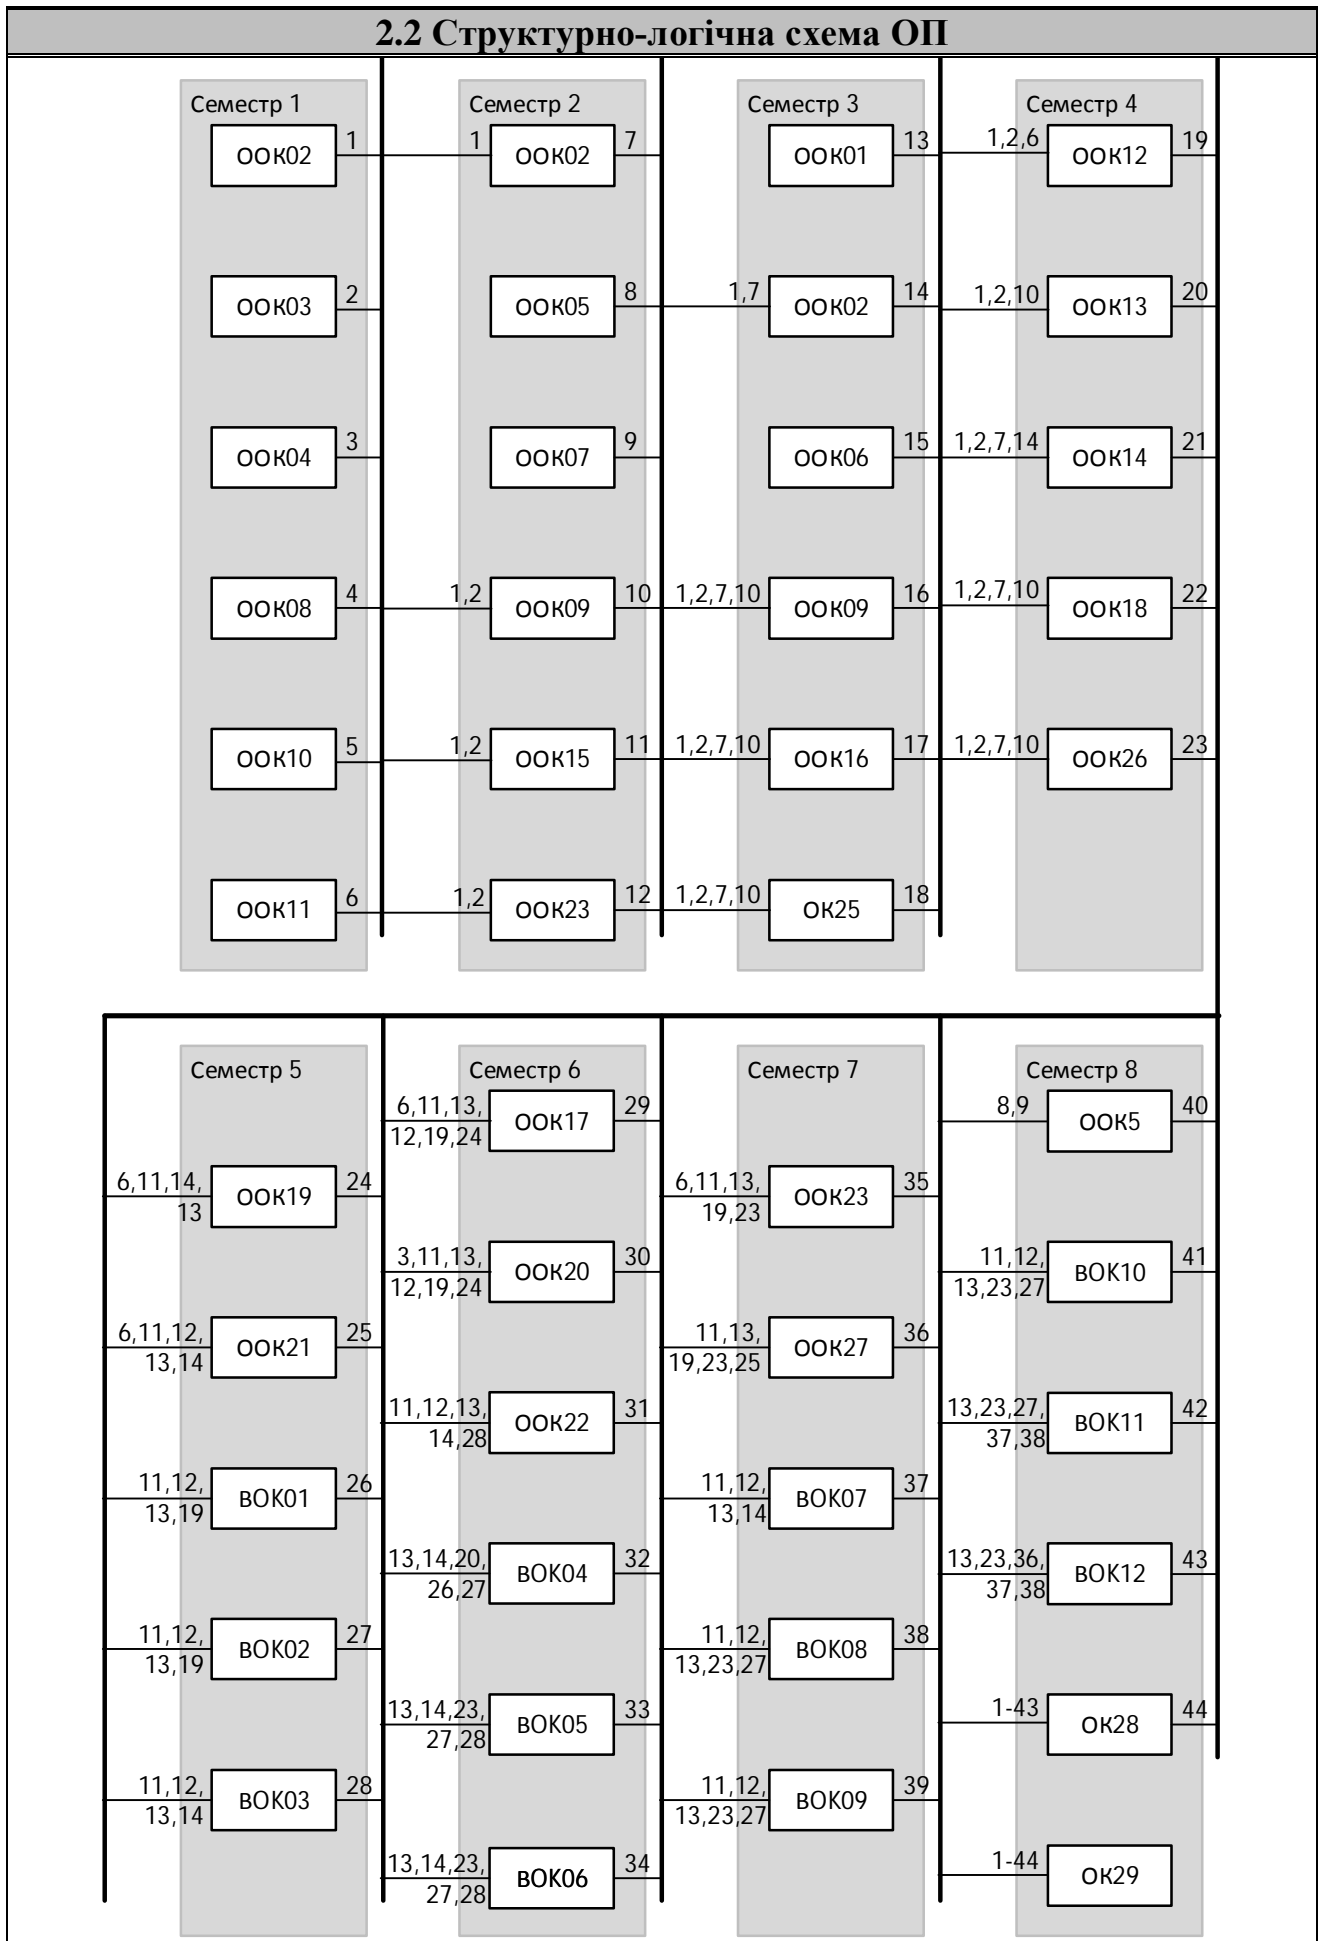 2.2 Структурно-логічна схема ОП
Семестр 1
Семестр 2
Семестр 3
Семестр 4
ООК02 1
1 ООК02 7
ООК01 13
1,2,6 ООК12 19
ООК03 2
ООК05 8
1,7 ООК02 14
1,2,10 ООК13 20
ООК04 3
ООК07 9
ООК06 15
1,2,7,14 ООК14 21
ООК08 4
1,2 ООК09 10
1,2,7,10 ООК09 16
1,2,7,10 ООК18 22
ООК10 5
1,2 ООК15 11
1,2,7,10 ООК16 17
1,2,7,10 ООК26 23
ООК11 6
1,2 ООК23 12
1,2,7,10 ОК25 18
Семестр 5
6,11,14,
13
ООК19 24
6,11,12,
13,14
ООК21 25
11,12,
13,19
ВОК01 26
11,12,
13,19
ВОК02 27
11,12,
13,14
ВОК03 28
Семестр 6
6,11,13,
12,19,24
ООК17 29
3,11,13,
12,19,24
ООК20 30
11,12,13,
14,28
ООК22 31
13,14,20,
26,27
ВОК04 32
13,14,23,
27,28
ВОК05 33
13,14,23,
27,28
ВОК06 34
Семестр 7
6,11,13,
19,23
ООК23 35
11,13,
19,23,25
ООК27 36
11,12,
13,14
ВОК07 37
11,12,
13,23,27
ВОК08 38
11,12,
13,23,27
ВОК09 39
Семестр 8
8,9 ООК5 40
11,12,
13,23,27
ВОК10 41
13,23,27,
37,38
ВОК11 42
13,23,36,
37,38
ВОК12 43
1-43 ОК28 44
1-44 ОК29